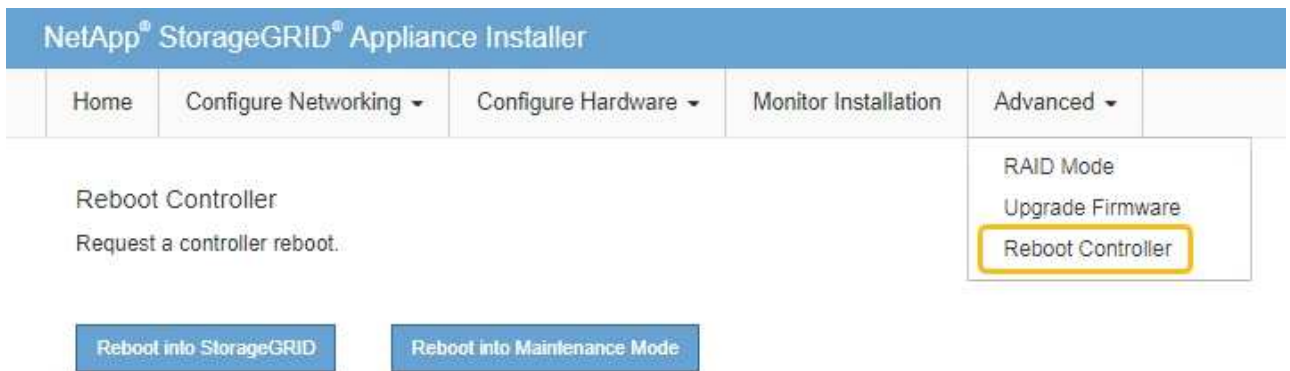 NetApp® StorageGRID® Appliance Installer
Home Configure Networking Configure Hardware Monitor Installation Advanced
RAID Mode
Upgrade Firmware
Reboot Controller
Reboot Controller
Request a controller reboot.
Reboot into StorageGRID Reboot into Maintenance Mode